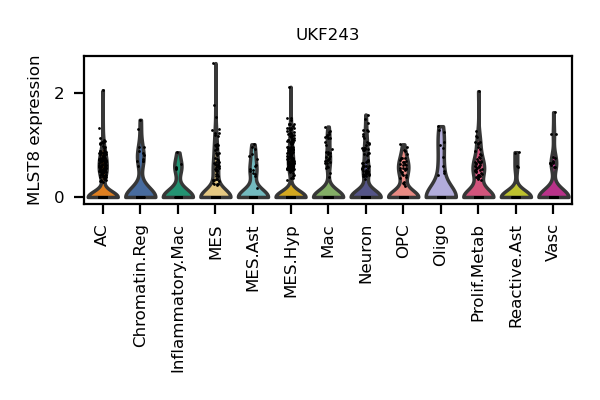 UKF243
MLST8 expression
2
0
AC
Chromatin.Reg
Inflammatory.Mac
MES
MES.Ast
MES.Hyp
Mac
Neuron
OPC
Oligo
Prolif.Metab
Reactive.Ast
Vasc